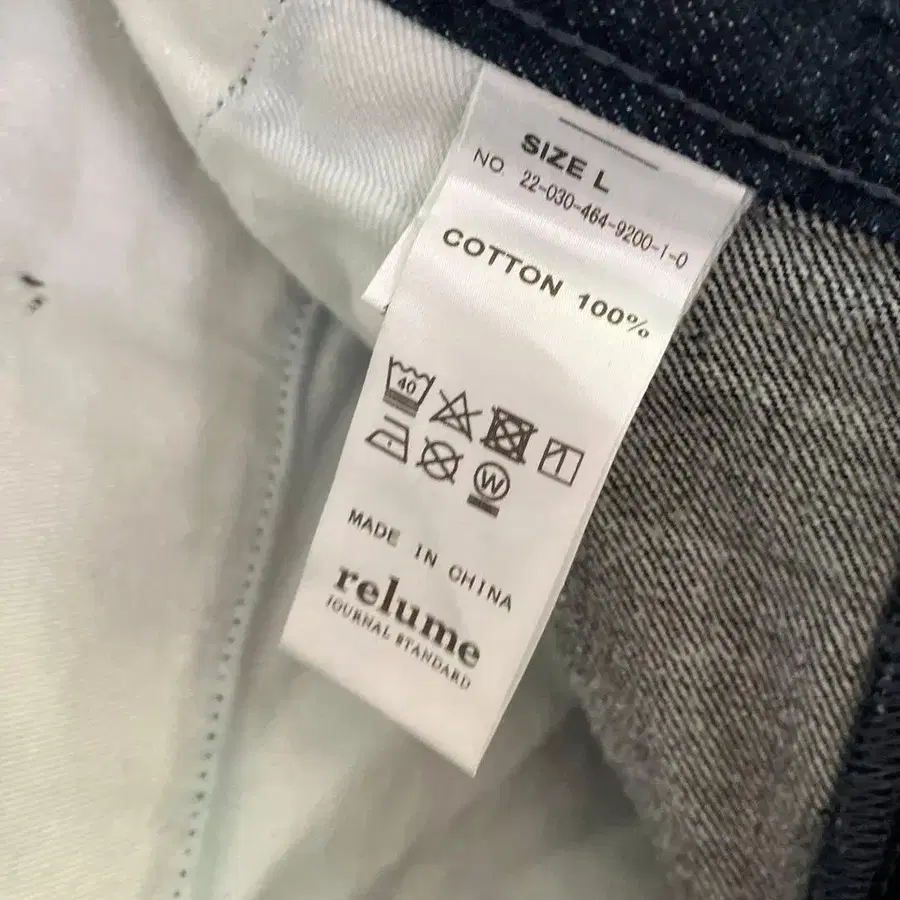 SIZE L
NO. 22-030-464-9200-1-0
COTTON 100%
40
W
MADE IN CHINA
relume
JOURNAL STANDARD